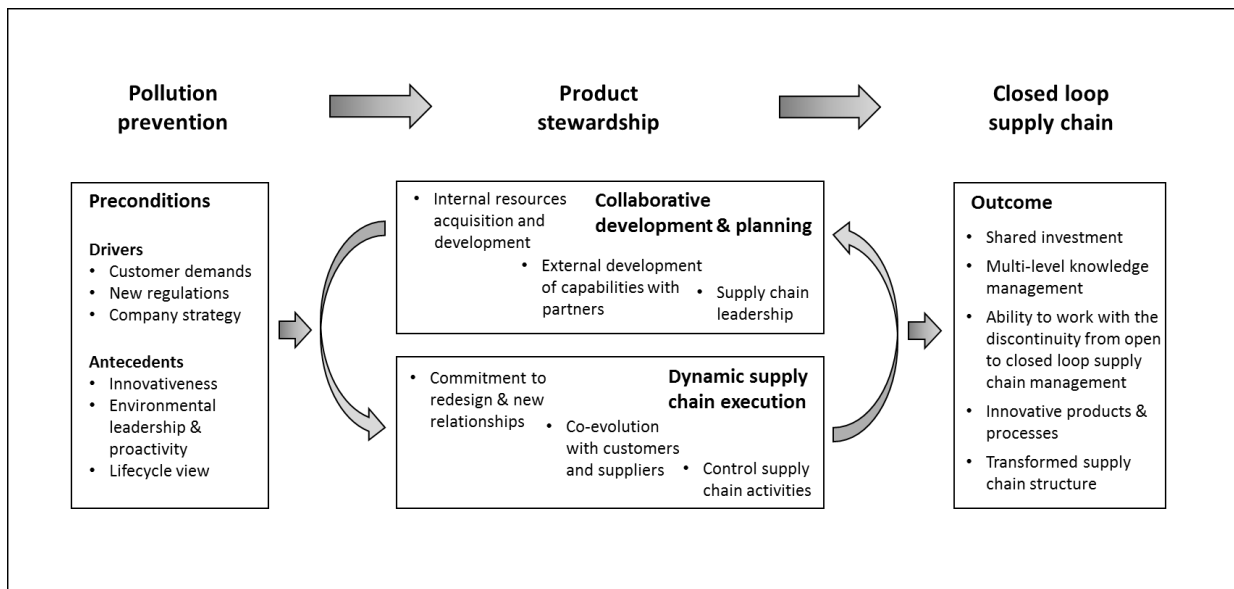 Pollution
prevention
Product
stewardship
Closed loop
supply chain
Preconditions
Drivers
• Customer demands
• New regulations
• Company strategy
Antecedents
• Innovativeness
• Environmental
leadership &
proactivity
• Lifecycle view
Collaborative
development & planning
• Internal resources
acquisition and
development
• External development
of capabilities with
partners
• Supply chain
leadership
Dynamic supply
chain execution
• Commitment to
redesign & new
relationships
• Co-evolution
with customers
and suppliers
• Control supply
chain activities
Outcome
• Shared investment
• Multi-level knowledge
management
• Ability to work with the
discontinuity from open
to closed loop supply
chain management
• Innovative products &
processes
• Transformed supply
chain structure